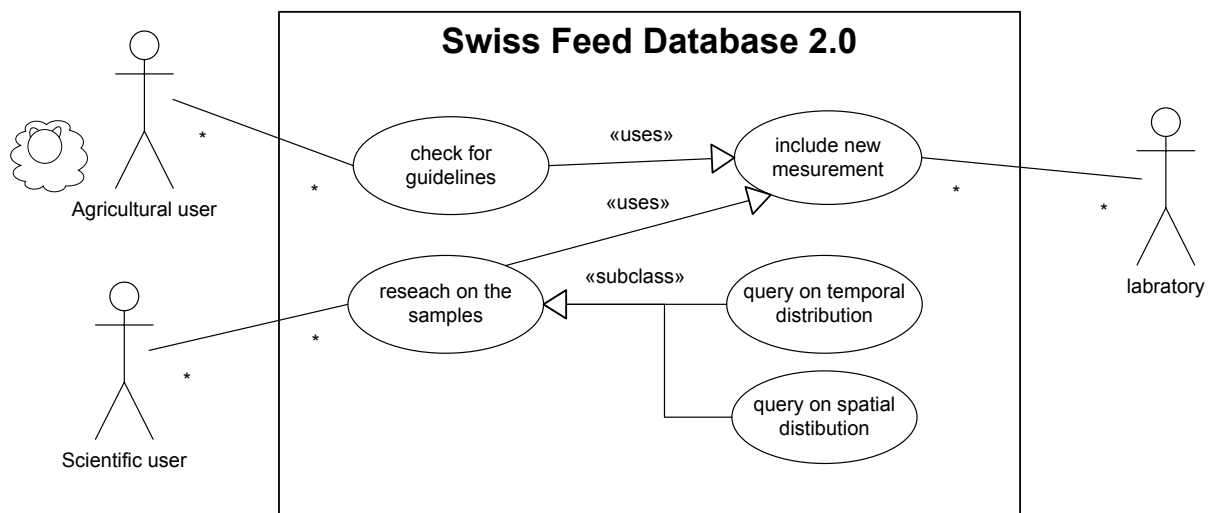 Swiss Feed Database 2.0
Agricultural user
*
*
check for
guidelines
«uses»
include new
mesurement
*
*
labratory
«uses»
Scientific user
*
*
reseach on the
samples
«subclass»
query on temporal
distribution
query on spatial
distibution